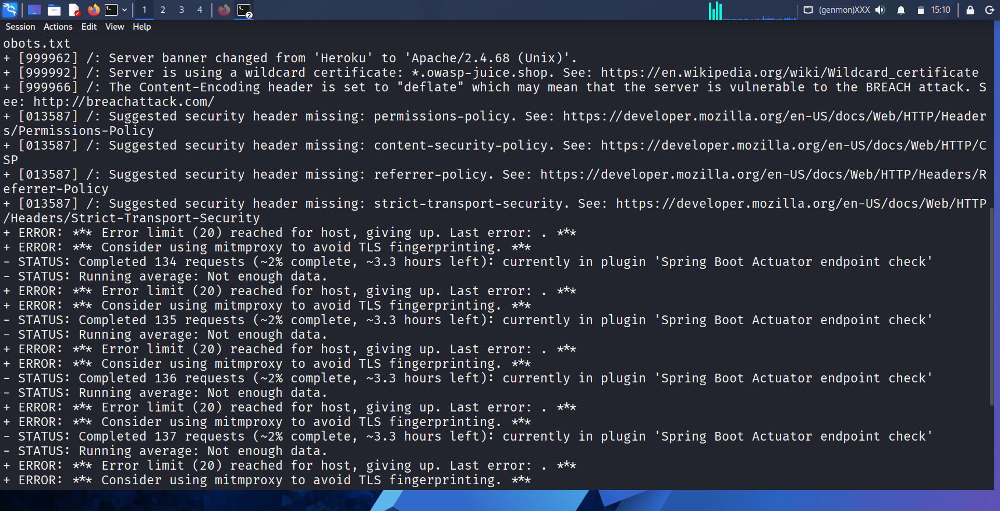 1 2 3 4 2 (genmon)XXX 15:10
Session Actions Edit View Help
obots.txt
+ [999962] /: Server banner changed from 'Heroku' to 'Apache/2.4.68 (Unix)'.
+ [999992] /: Server is using a wildcard certificate: *.owasp-juice.shop. See: https://en.wikipedia.org/wiki/Wildcard_certificate
+ [999966] /: The Content-Encoding header is set to "deflate" which may mean that the server is vulnerable to the BREACH attack. S
ee: http://breachattack.com/
+ [013587] /: Suggested security header missing: permissions-policy. See: https://developer.mozilla.org/en-US/docs/Web/HTTP/Header
s/Permissions-Policy
+ [013587] /: Suggested security header missing: content-security-policy. See: https://developer.mozilla.org/en-US/docs/Web/HTTP/C
SP
+ [013587] /: Suggested security header missing: referrer-policy. See: https://developer.mozilla.org/en-US/docs/Web/HTTP/Headers/R
eferrer-Policy
+ [013587] /: Suggested security header missing: strict-transport-security. See: https://developer.mozilla.org/en-US/docs/Web/HTTP
/Headers/Strict-Transport-Security
+ ERROR: *** Error limit (20) reached for host, giving up. Last error: . ***
+ ERROR: *** Consider using mitmproxy to avoid TLS fingerprinting. ***
- STATUS: Completed 134 requests (~2% complete, ~3.3 hours left): currently in plugin 'Spring Boot Actuator endpoint check'
- STATUS: Running average: Not enough data.
+ ERROR: *** Error limit (20) reached for host, giving up. Last error: . ***
+ ERROR: *** Consider using mitmproxy to avoid TLS fingerprinting. ***
- STATUS: Completed 135 requests (~2% complete, ~3.3 hours left): currently in plugin 'Spring Boot Actuator endpoint check'
- STATUS: Running average: Not enough data.
+ ERROR: *** Error limit (20) reached for host, giving up. Last error: . ***
+ ERROR: *** Consider using mitmproxy to avoid TLS fingerprinting. ***
- STATUS: Completed 136 requests (~2% complete, ~3.3 hours left): currently in plugin 'Spring Boot Actuator endpoint check'
- STATUS: Running average: Not enough data.
+ ERROR: *** Error limit (20) reached for host, giving up. Last error: . ***
+ ERROR: *** Consider using mitmproxy to avoid TLS fingerprinting. ***
- STATUS: Completed 137 requests (~2% complete, ~3.3 hours left): currently in plugin 'Spring Boot Actuator endpoint check'
- STATUS: Running average: Not enough data.
+ ERROR: *** Error limit (20) reached for host, giving up. Last error: . ***
+ ERROR: *** Consider using mitmproxy to avoid TLS fingerprinting. ***